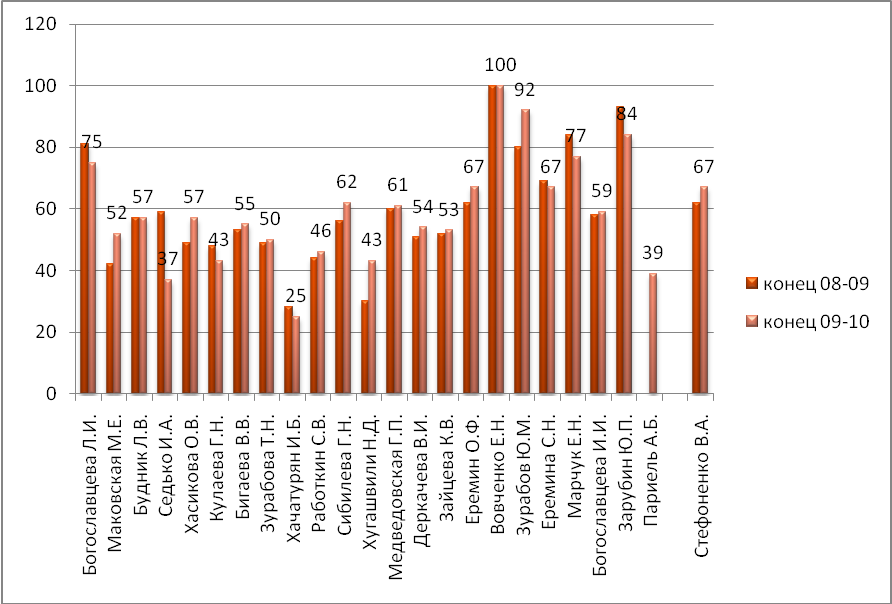 120
100
80
60
40
20
0
75
52
57
37
57
43
55
50
25
46
62
43
61
54
53
67
100
92
67
77
59
84
39
67
Богославцева Л.И.
Маковская М.Е.
Будник Л.В.
Седько И.А.
Хасикова О.В.
Кулаева Г.Н.
Бигаева В.В.
Зурабова Т.Н.
Хачатурян И.Б.
Работкин С.В.
Сибилева Г.Н.
Хугашвили Н.Д.
Медведовская Г.П.
Деркачева В.И.
Зайцева К.В.
Еремин О.Ф.
Вовченко Е.Н.
Зурабов Ю.М.
Еремина С.Н.
Марчук Е.Н.
Богославцева И.И.
Зарубин Ю.П.
Париель А.Б.
Стефоненко В.А.
конец 08-09
конец 09-10